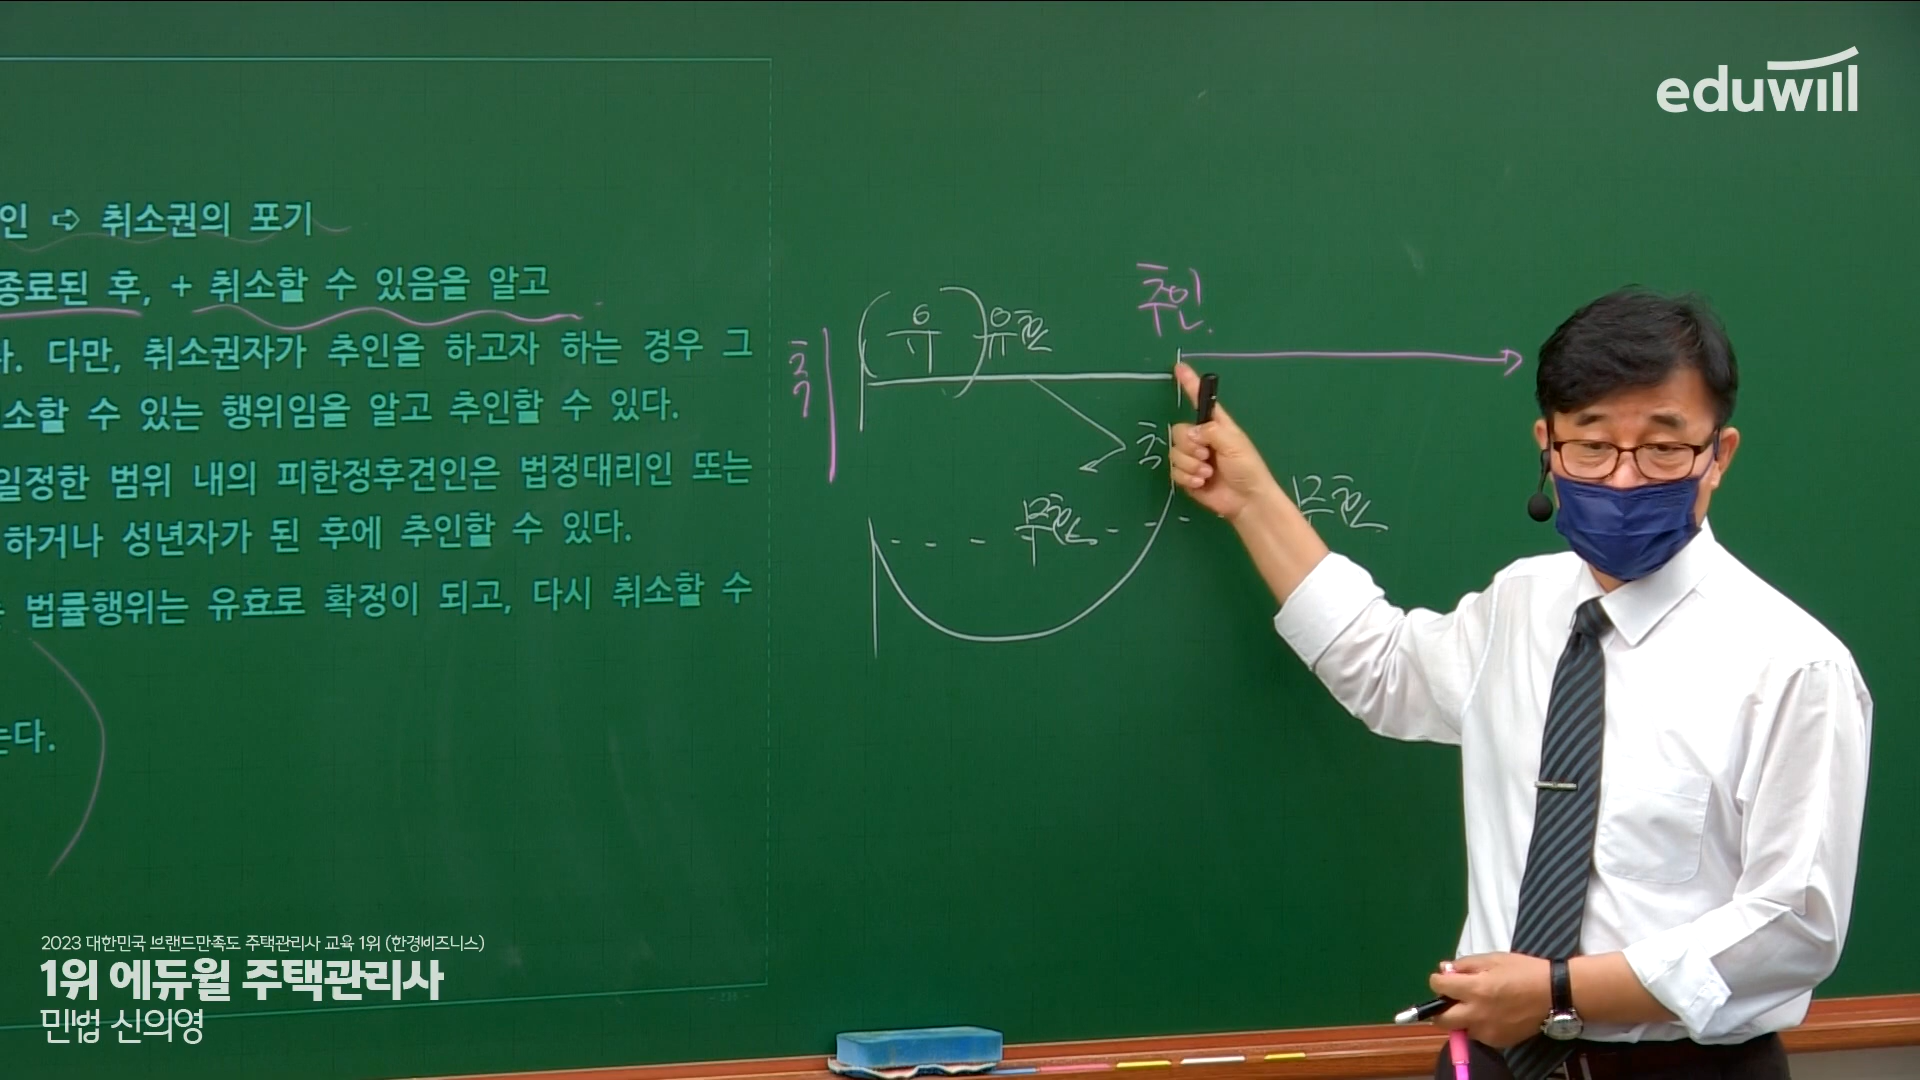 eduwill
인 ➩ 취소권의 포기
종료된 후, + 취소할 수 있음을 알고
다. 다만, 취소권자가 추인을 하고자 하는 경우 그
소할 수 있는 행위임을 알고 추인할 수 있다.
일정한 범위 내의 피한정후견인은 법정대리인 또는
하거나 성년자가 된 후에 추인할 수 있다.
법률행위는 유효로 확정이 되고, 다시 취소할 수
는다.
유 유효
추인.
취
무효
무효
2023 대한민국 브랜드만족도 주택관리사 교육 1위 (한경비즈니스)
1위 에듀윌 주택관리사
민법 신의영